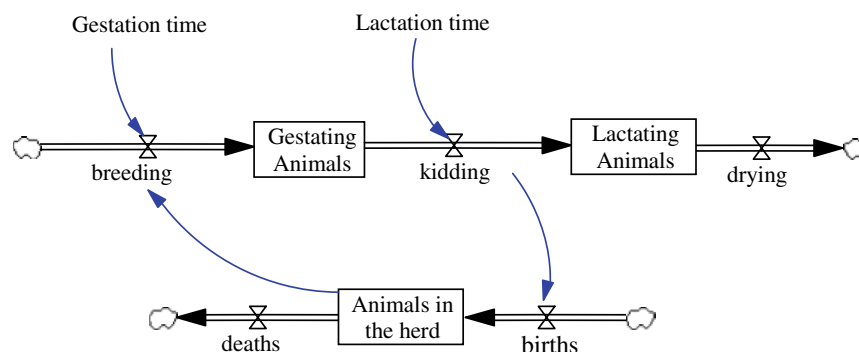 Gestation time
Lactation time
Gestating
Animals
Lactating
Animals
breeding
kidding
drying
Animals in
the herd
deaths
births